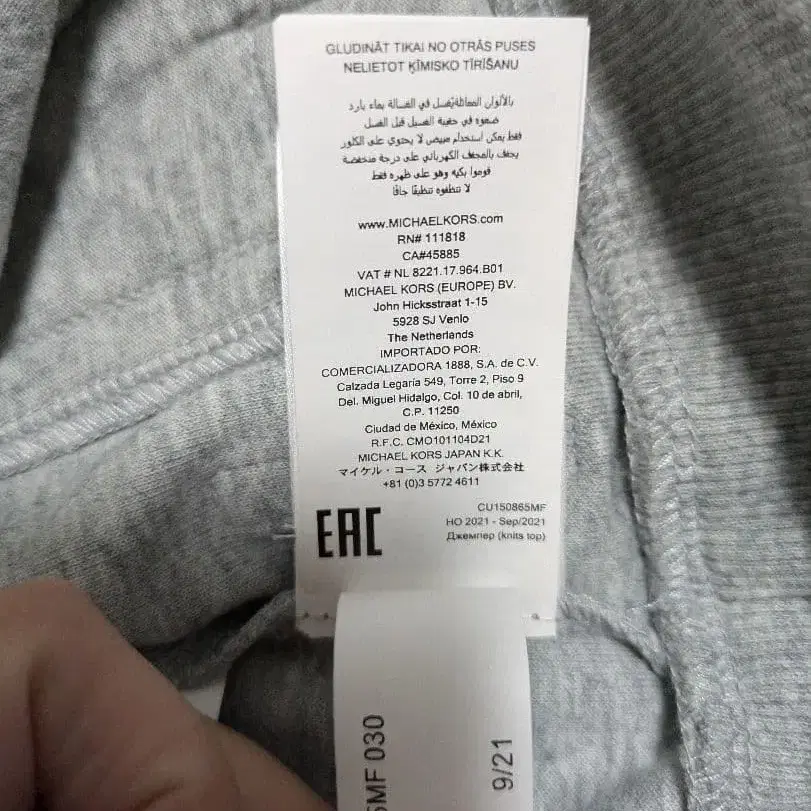 GLUDINĀT TIKAI NO OTRĀS PUSES
NELIETOT ĶĪMISKO TĪRĪŠANU
بالألوان المماثلة يُغسل في الغسالة بماء بارد
ضعوه في حقيبة الغسيل قبل الغسل
فقط يمكن استخدام مبيض لا يحتوي على الكلور
يجفف بالمجفف الكهربائي على درجة منخفضة
قوموا بكيه وهو على ظهره فقط
لا تنظفوه تنظيفًا جافًا
www.MICHAELKORS.com
RN# 111818
CA#45885
VAT # NL 8221.17.964.B01
MICHAEL KORS (EUROPE) BV.
John Hicksstraat 1-15
5928 SJ Venlo
The Netherlands
IMPORTADO POR:
COMERCIALIZADORA 1888, S.A. de C.V.
Calzada Legaria 549, Torre 2, Piso 9
Del. Miguel Hidalgo, Col. 10 de abril,
C.P. 11250
Ciudad de México, México
R.F.C. CMO101104D21
MICHAEL KORS JAPAN K.K.
マイケル・コース ジャパン株式会社
+81 (0)3 5772 4611
EAC
CU150865MF
HO 2021 - Sep/2021
Джемпер (knits top)
5MF 030
9/21